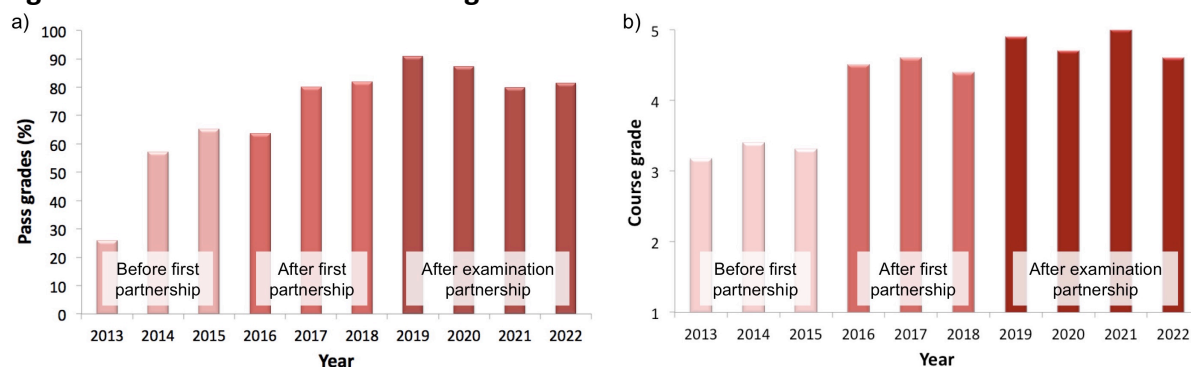 a)
100
90
80
70
60
50
40
30
20
10
0
Pass grades (%)
Before first
partnership
After first
partnership
After examination
partnership
2013 2014 2015 2016 2017 2018 2019 2020 2021 2022
Year
b)
5
4
3
2
1
Course grade
Before first
partnership
After first
partnership
After examination
partnership
2013 2014 2015 2016 2017 2018 2019 2020 2021 2022
Year